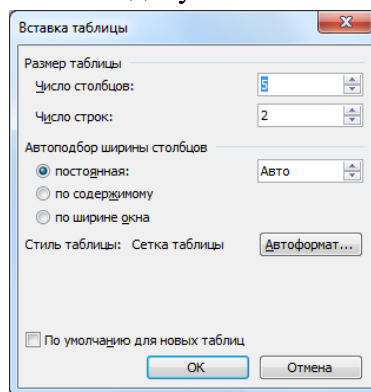 Вставка таблицы
Размер таблицы
Число столбцов: 5
Число строк: 2
Автоподбор ширины столбцов
постоянная: Авто
по содержимому
по ширине окна
Стиль таблицы: Сетка таблицы Автоформат...
По умолчанию для новых таблиц
ОК Отмена